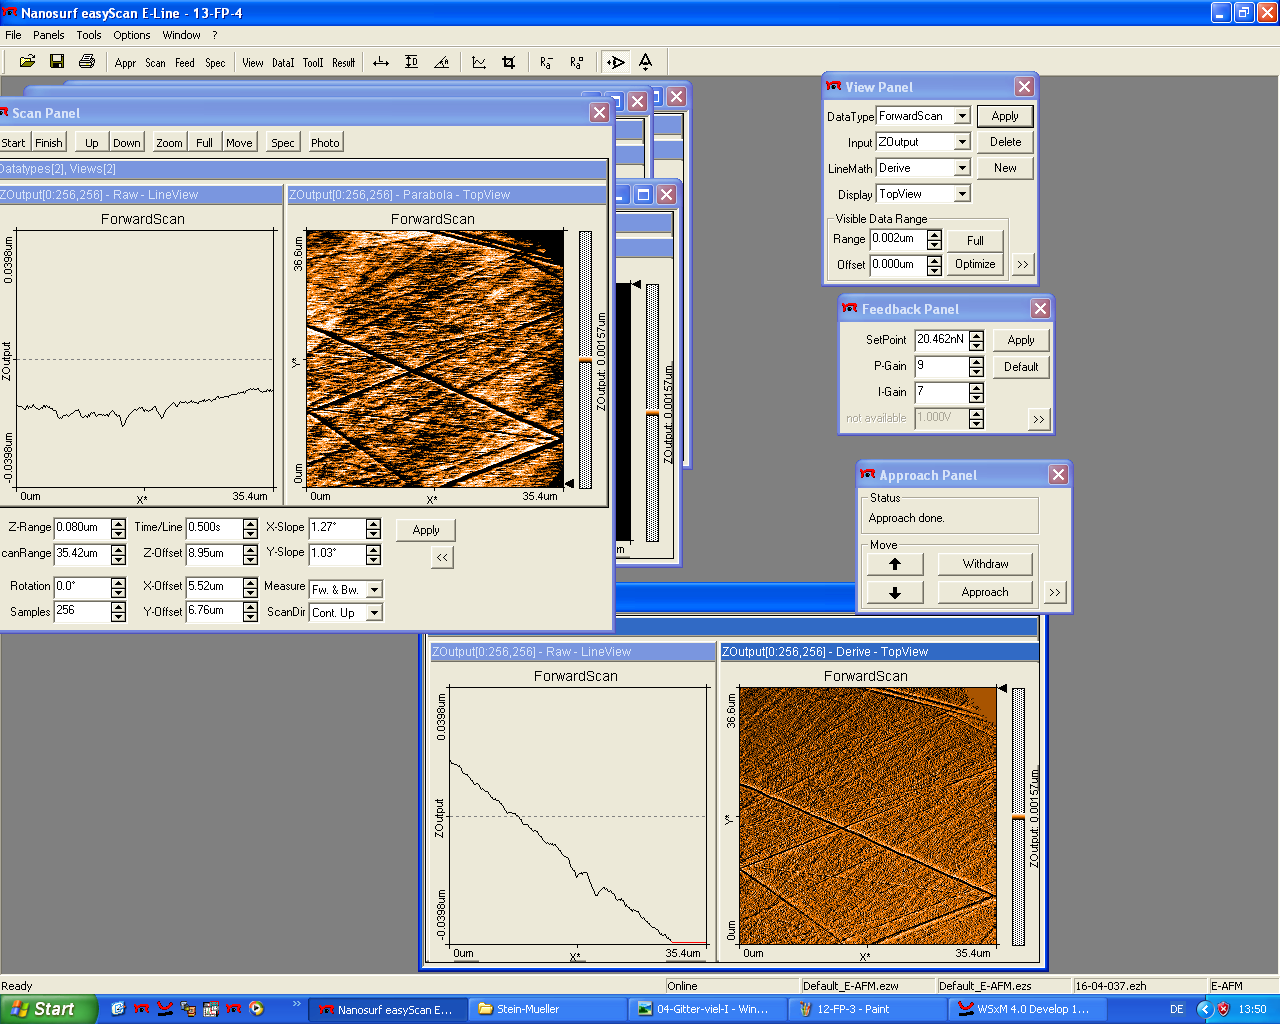 Nanosurf easyScan E-Line - 13-FP-4
File Panels Tools Options Window ?
Appr Scan Feed Spec View DataI ToolI Result
Scan Panel
Start Finish Up Down Zoom Full Move Spec Photo
Datatypes[2], Views[2]
ZOutput[0:256,256] - Raw - LineView
ForwardScan
0.0398um
ZOutput
-0.0398um
0um
X*
35.4um
ZOutput[0:256,256] - Parabola - TopView
ForwardScan
36.6um
Y*
0um
0um
X*
35.4um
ZOutput: 0.00157um
Z-Range 0.080um Time/Line 0.500s X-Slope 1.27° Apply
canRange 35.42um Z-Offset 8.95um Y-Slope 1.03° <<
Rotation 0.0° X-Offset 5.52um Measure Fw. & Bw.
Samples 256 Y-Offset 6.76um ScanDir Cont. Up
ZOutput: 0.00157um
m
View Panel
DataType ForwardScan Apply
Input ZOutput Delete
LineMath Derive New
Display TopView
Visible Data Range
Range 0.002um Full
Offset 0.000um Optimize >>
Feedback Panel
SetPoint 20.462nN Apply
P-Gain 9 Default
I-Gain 7
not available 1.000V >>
Approach Panel
Status
Approach done.
Move
Withdraw
Approach >>
ZOutput[0:256,256] - Raw - LineView
ForwardScan
0.0398um
ZOutput
-0.0398um
0um
X*
35.4um
ZOutput[0:256,256] - Derive - TopView
ForwardScan
36.6um
Y*
0um
0um
X*
35.4um
ZOutput: 0.00157um
Ready Online Default_E-AFM.ezw Default_E-AFM.ezs 16-04-037.ezh E-AFM
Start Nanosurf easyScan E... Stein-Mueller 04-Gitter-viel-I - Win... 12-FP-3 - Paint WSxM 4.0 Develop 1... DE 13:50